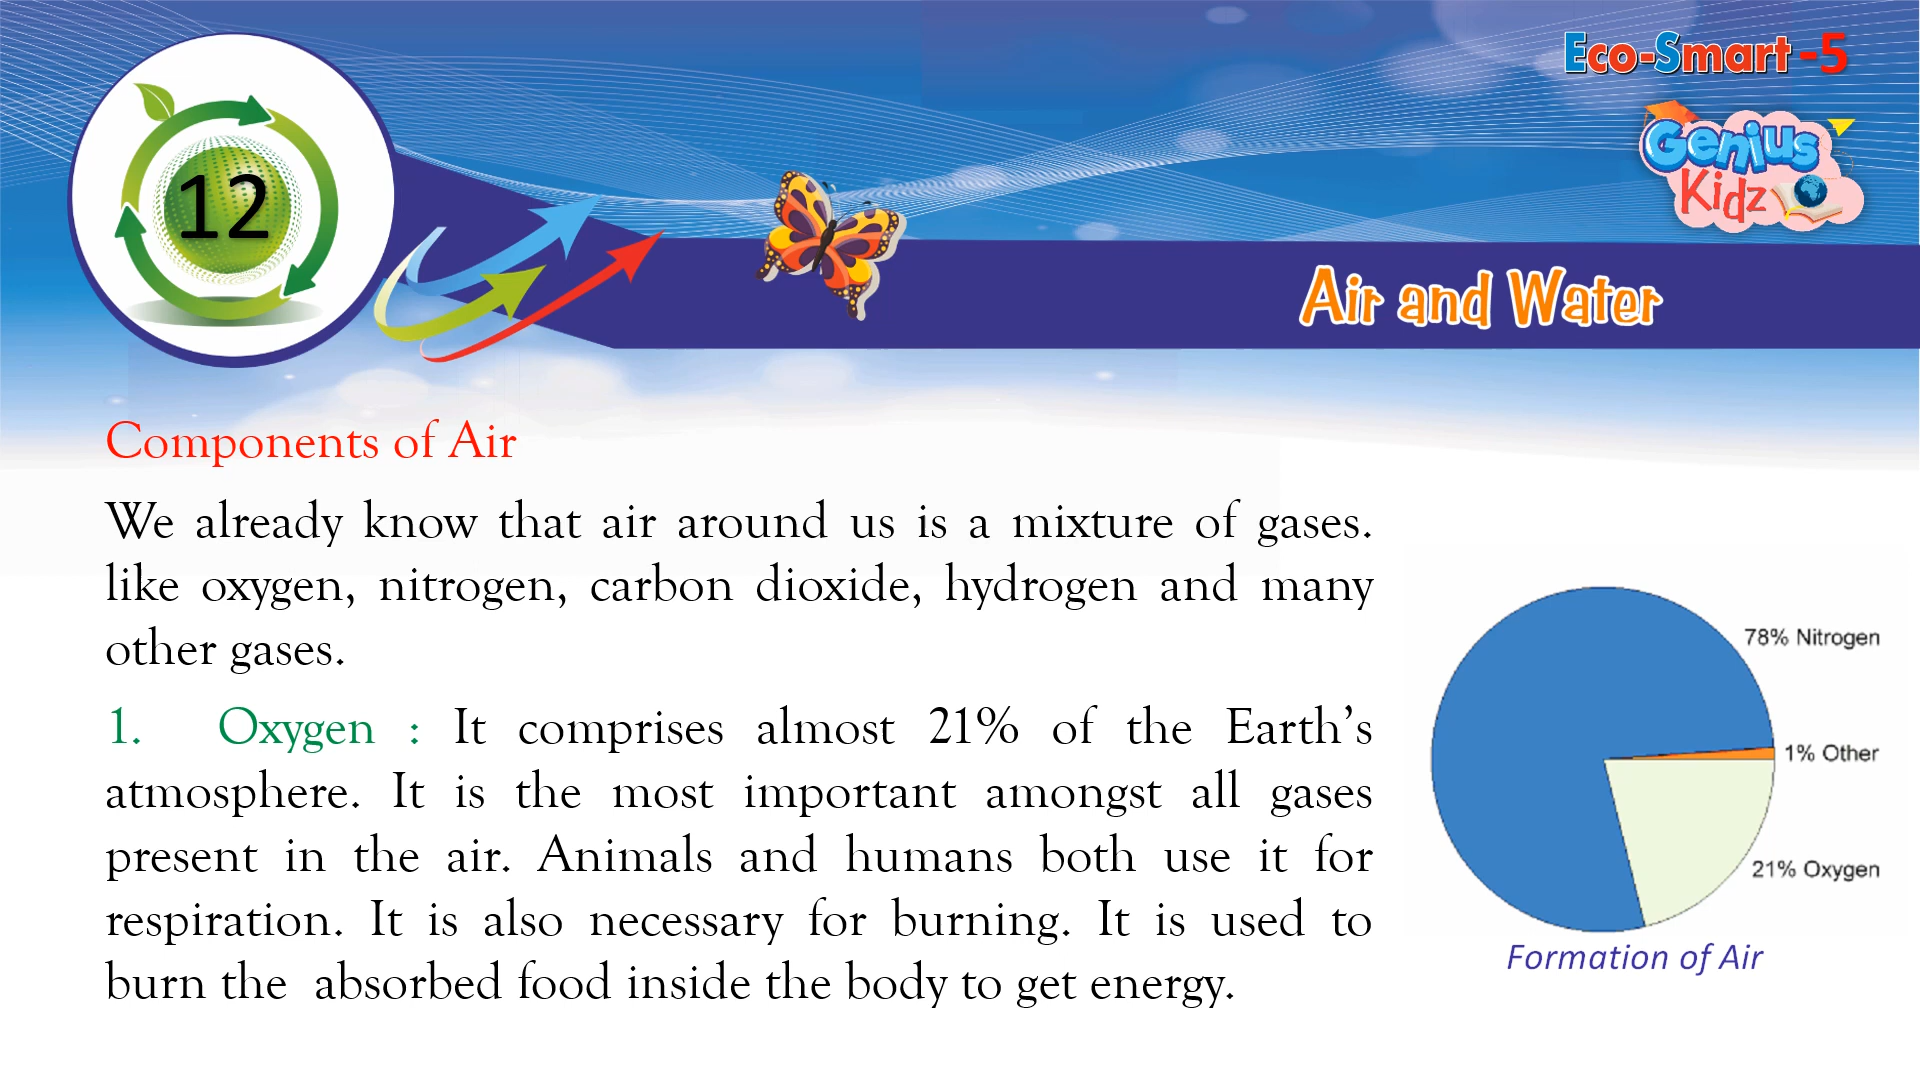 Eco-Smart-5
Genius
Kidz
12
Air and Water
Components of Air
We already know that air around us is a mixture of gases.
like oxygen, nitrogen, carbon dioxide, hydrogen and many
other gases.
1. Oxygen : It comprises almost 21% of the Earth’s
atmosphere. It is the most important amongst all gases
present in the air. Animals and humans both use it for
respiration. It is also necessary for burning. It is used to
burn the absorbed food inside the body to get energy.
78% Nitrogen
1% Other
21% Oxygen
Formation of Air